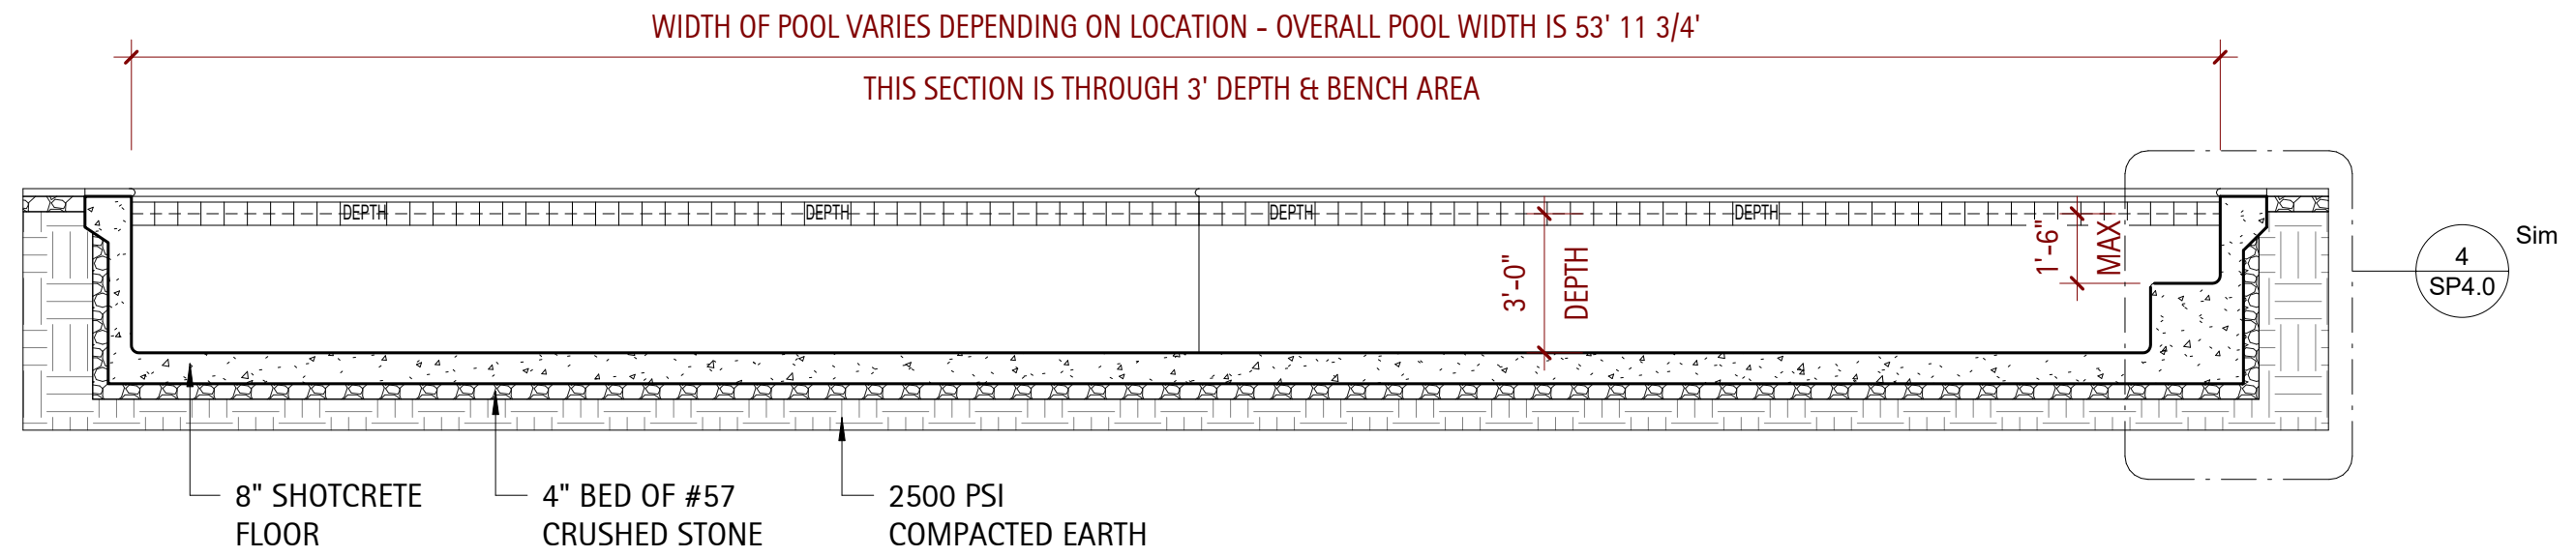 WIDTH OF POOL VARIES DEPENDING ON LOCATION - OVERALL POOL WIDTH IS 53' 11 3/4'
THIS SECTION IS THROUGH 3' DEPTH & BENCH AREA
DEPTH
DEPTH
DEPTH
DEPTH
3'-0"
DEPTH
1'-6"
MAX
4
SP4.0
Sim
8" SHOTCRETE
FLOOR
4" BED OF #57
CRUSHED STONE
2500 PSI
COMPACTED EARTH